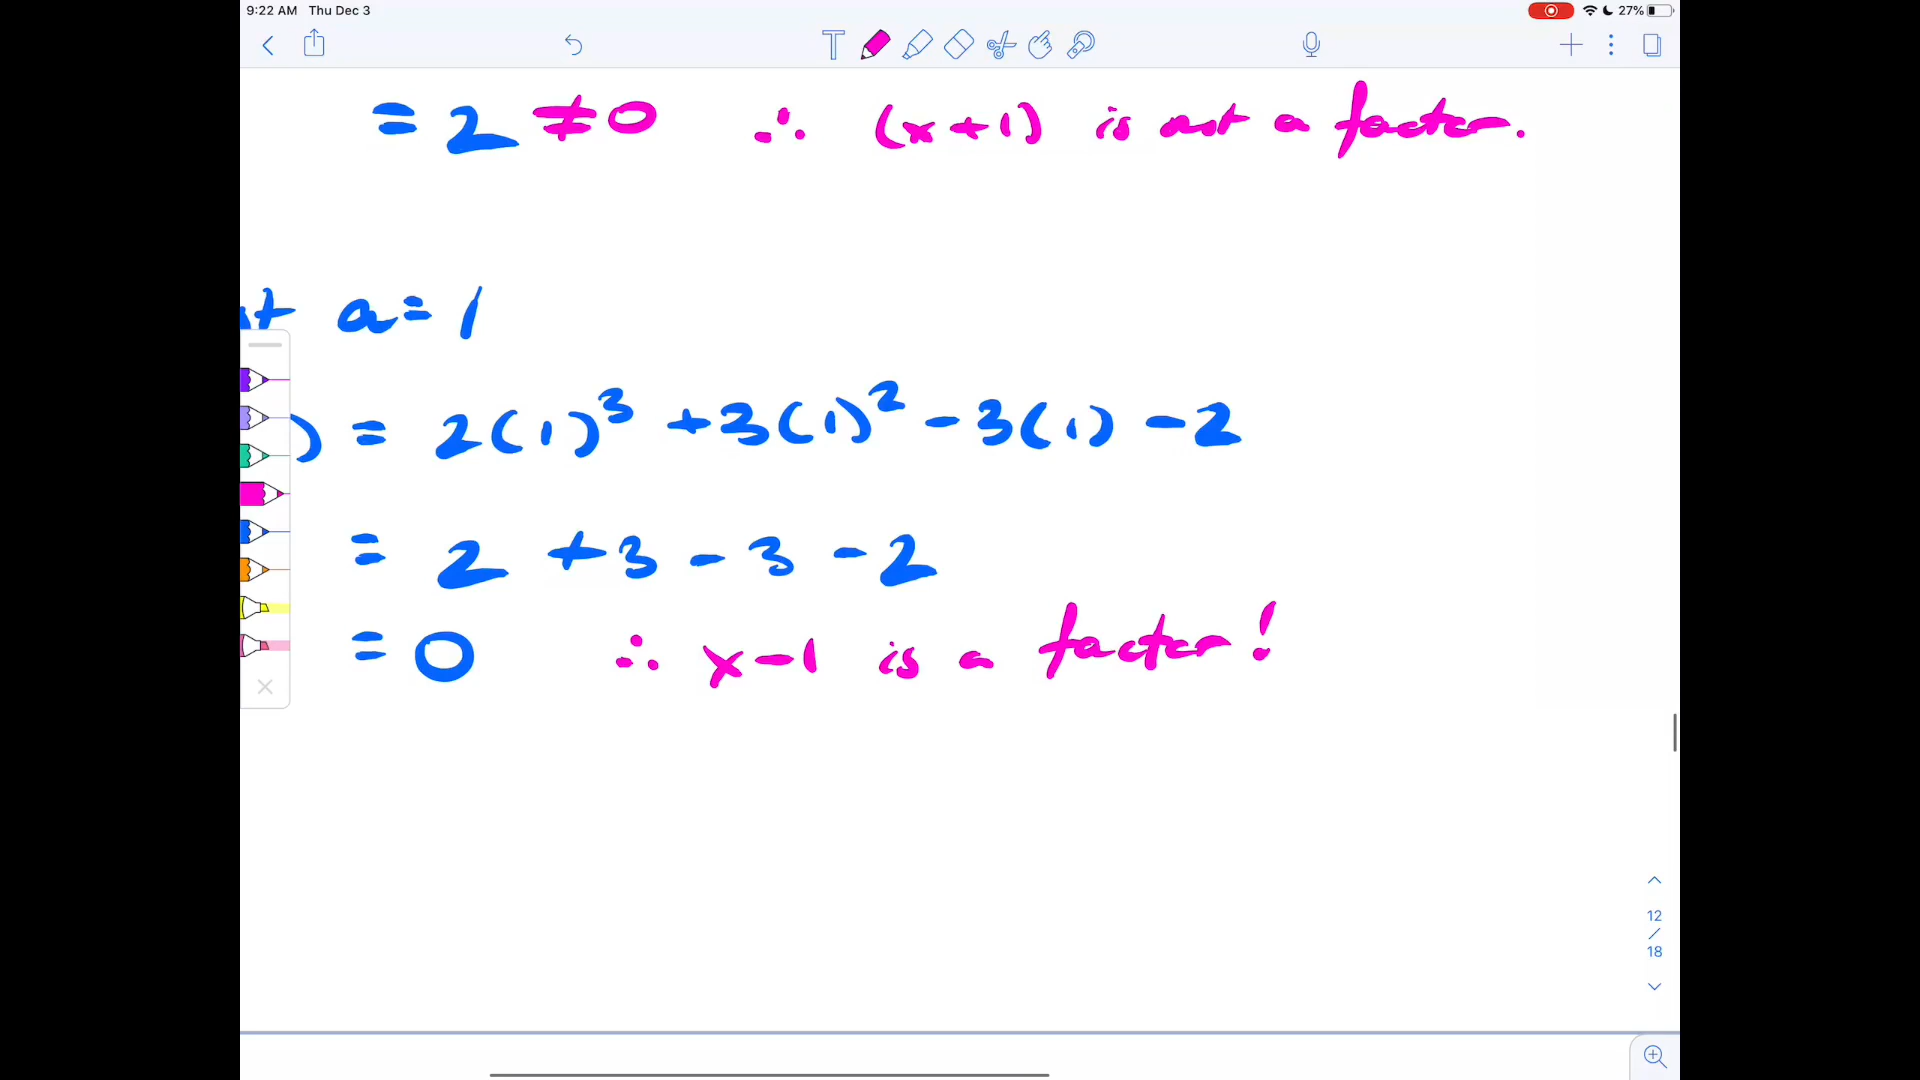 9:22 AM Thu Dec 3 27%
T
= 2 ≠ 0 ∴ (x+1) is not a factor.
a = 1
) = 2(1)³ + 3(1)² - 3(1) - 2
= 2 + 3 - 3 - 2
= 0 ∴ x-1 is a factor!
12
/
18